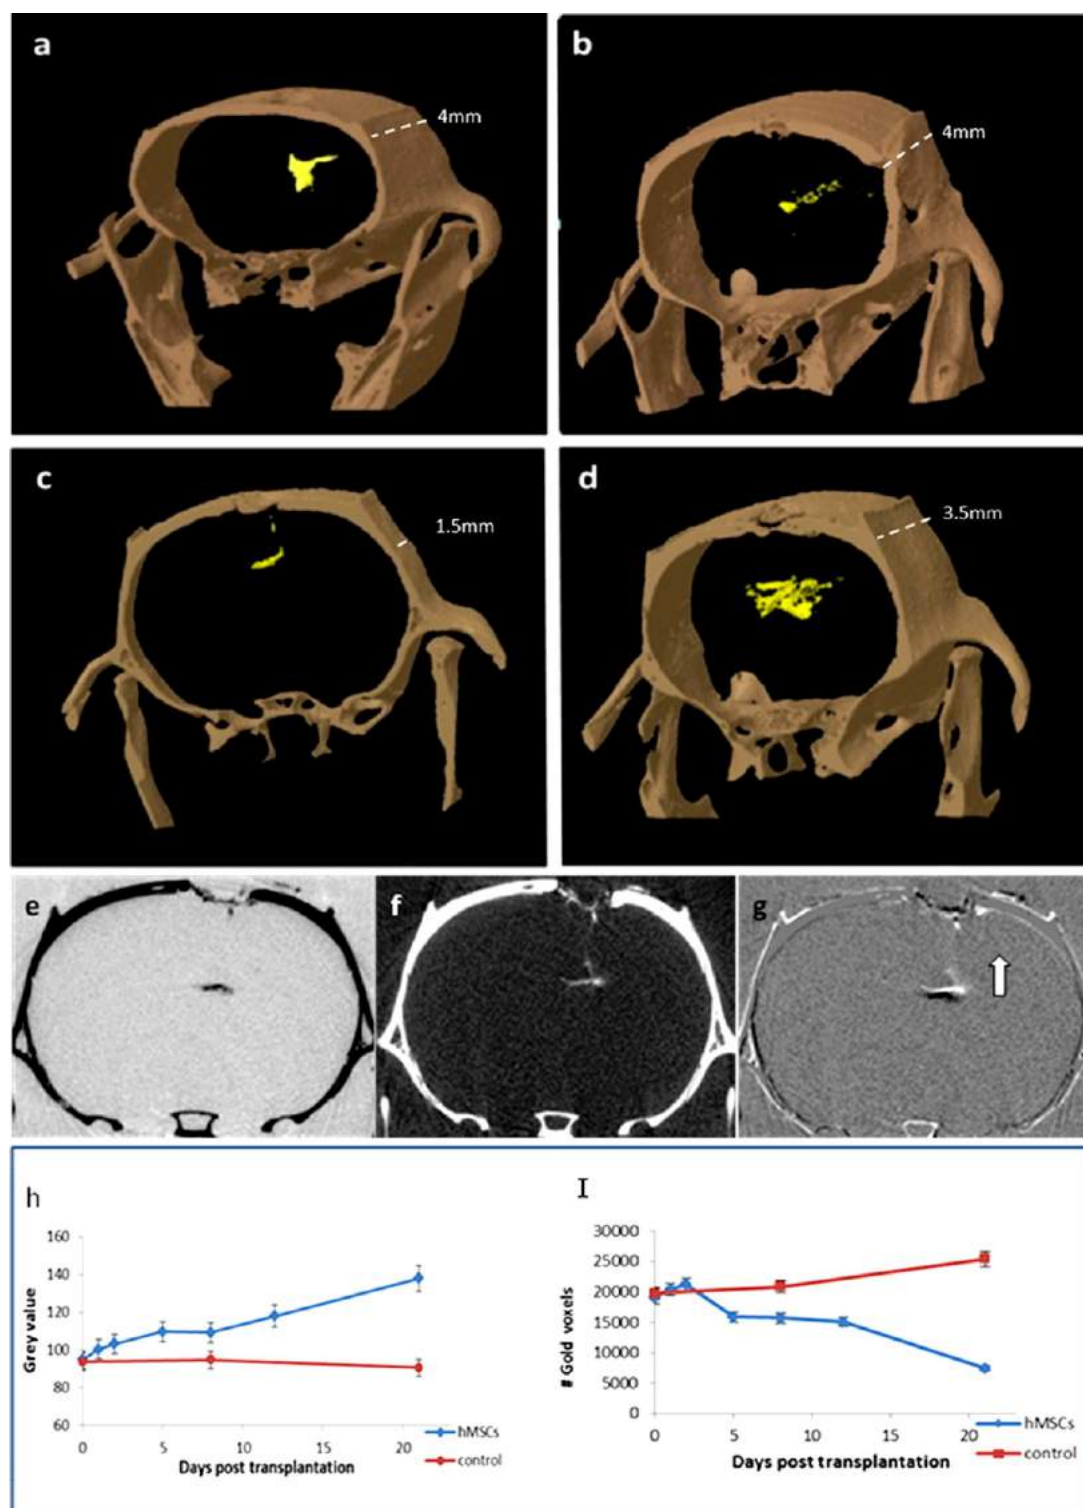 a
4mm
b
4mm
c
1.5mm
d
3.5mm
e
f
g
h
160
140
120
100
80
60
Grey value
0 5 10 15 20
Days post transplantation
hMSCs
control
I
30000
25000
20000
15000
10000
5000
0
# Gold voxels
0 5 10 15 20
Days post transplantation
hMSCs
control